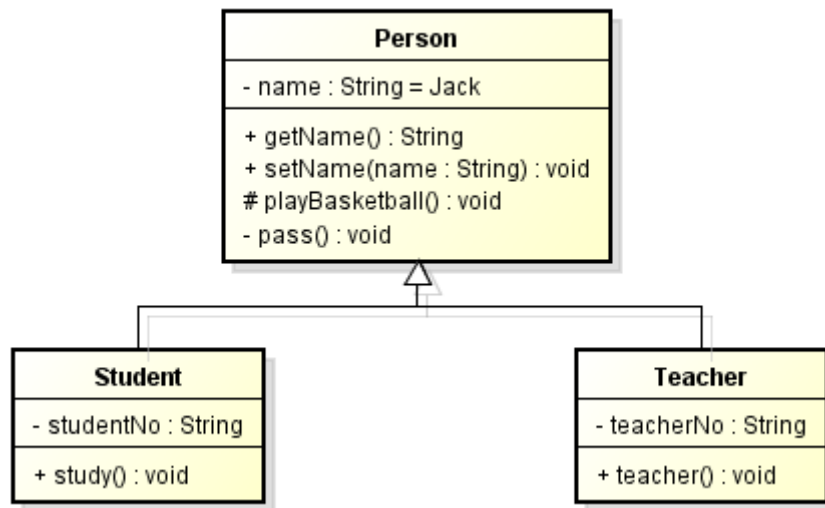 Person
- name : String = Jack
+ getName() : String
+ setName(name : String) : void
# playBasketball() : void
- pass() : void
Student
- studentNo : String
+ study() : void
Teacher
- teacherNo : String
+ teacher() : void